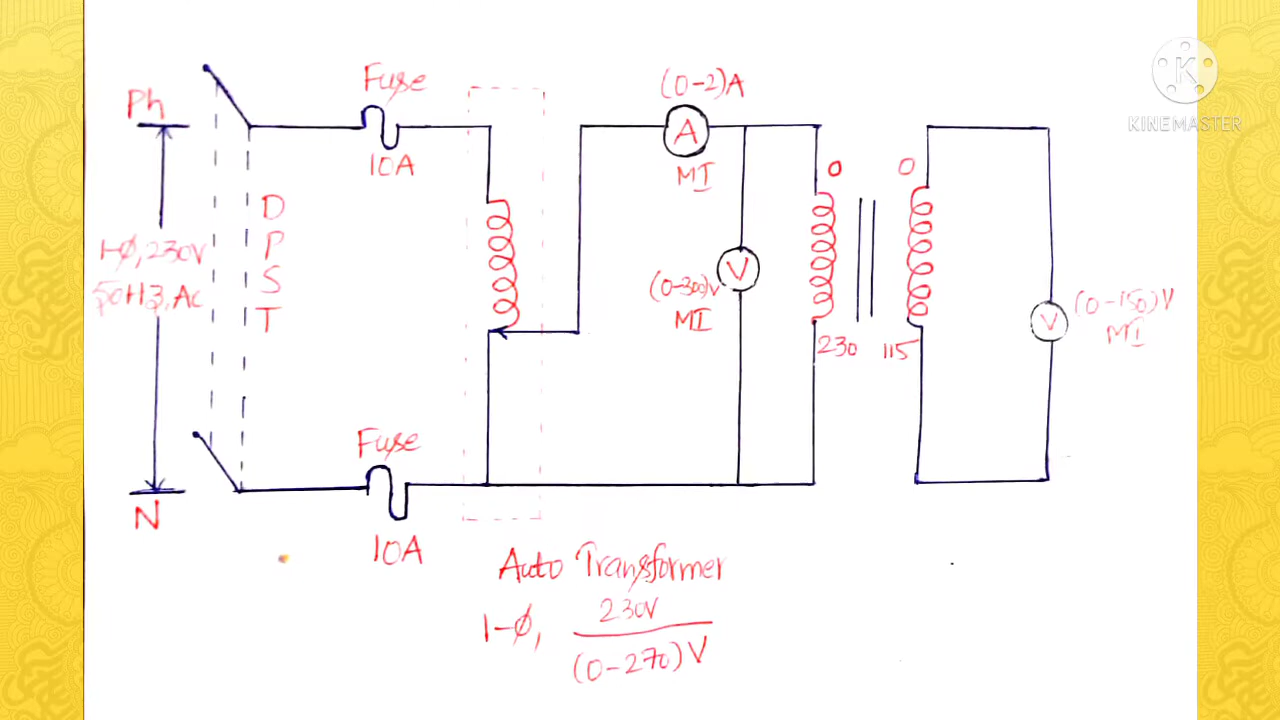 Fuse
(0-2)A
Ph
A
KINEMASTER
10A
MI
0
0
D
P
S
T
1-ϕ, 230V
50Hz, Ac
V
(0-300)V
MI
230
115
V
(0-150)V
MI
Fuse
N
10A
Auto Transformer
1-ϕ, 230V
(0-270)V